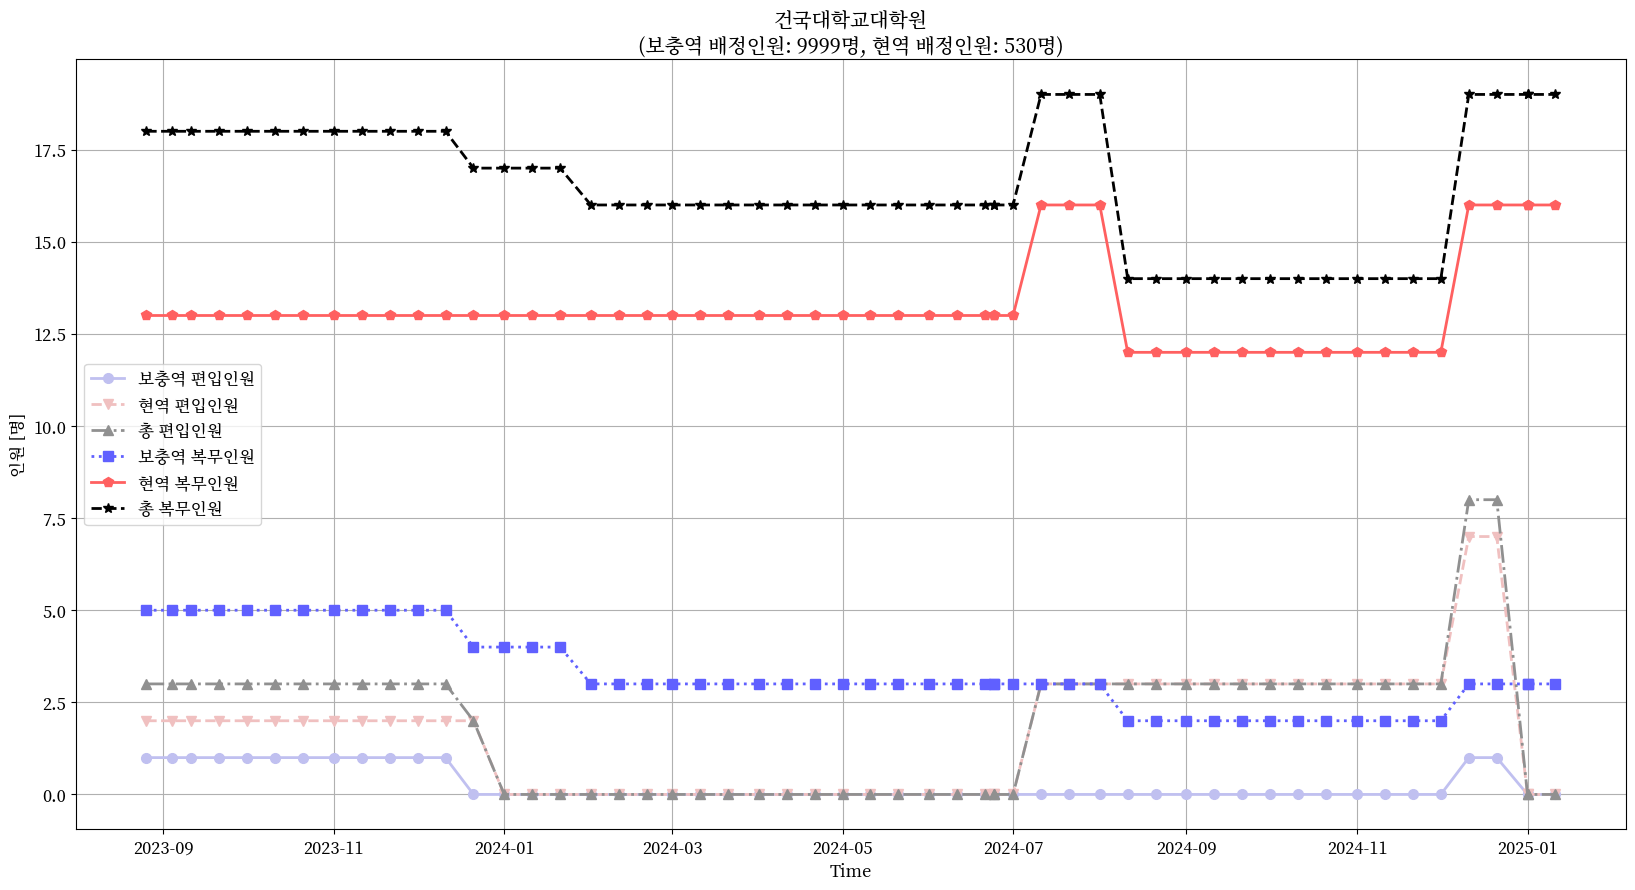 건국대학교대학원
(보충역 배정인원: 9999명, 현역 배정인원: 530명)
인원 [명]
17.5
15.0
12.5
10.0
7.5
5.0
2.5
0.0
보충역 편입인원
현역 편입인원
총 편입인원
보충역 복무인원
현역 복무인원
총 복무인원
2023-09
2023-11
2024-01
2024-03
2024-05
2024-07
2024-09
2024-11
2025-01
Time